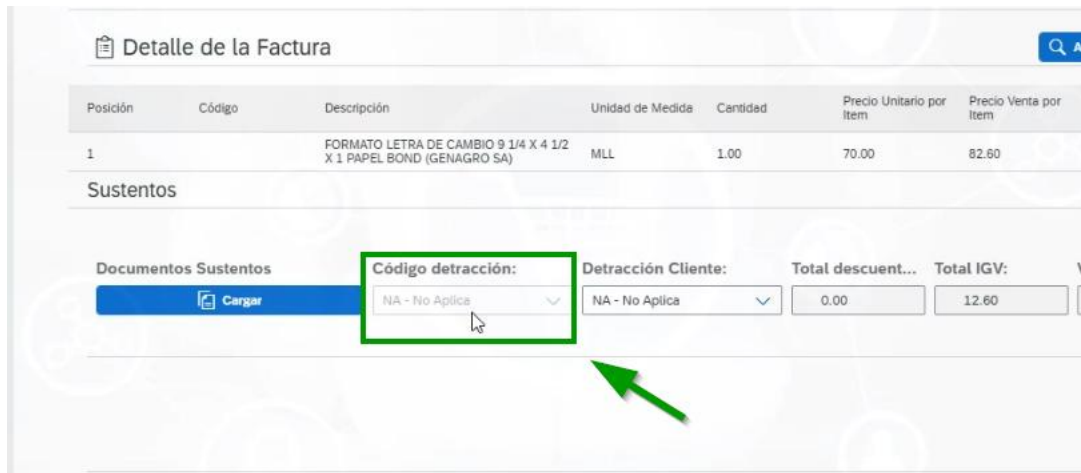 Detalle de la Factura
Posición Código Descripción Unidad de Medida Cantidad Precio Unitario por Item Precio Venta por Item
1 FORMATO LETRA DE CAMBIO 9 1/4 X 4 1/2 X 1 PAPEL BOND (GENAGRO SA) MLL 1.00 70.00 82.60
Sustentos
Documentos Sustentos Código detracción: Detracción Cliente: Total descuent... Total IGV:
Cargar NA - No Aplica NA - No Aplica 0.00 12.60